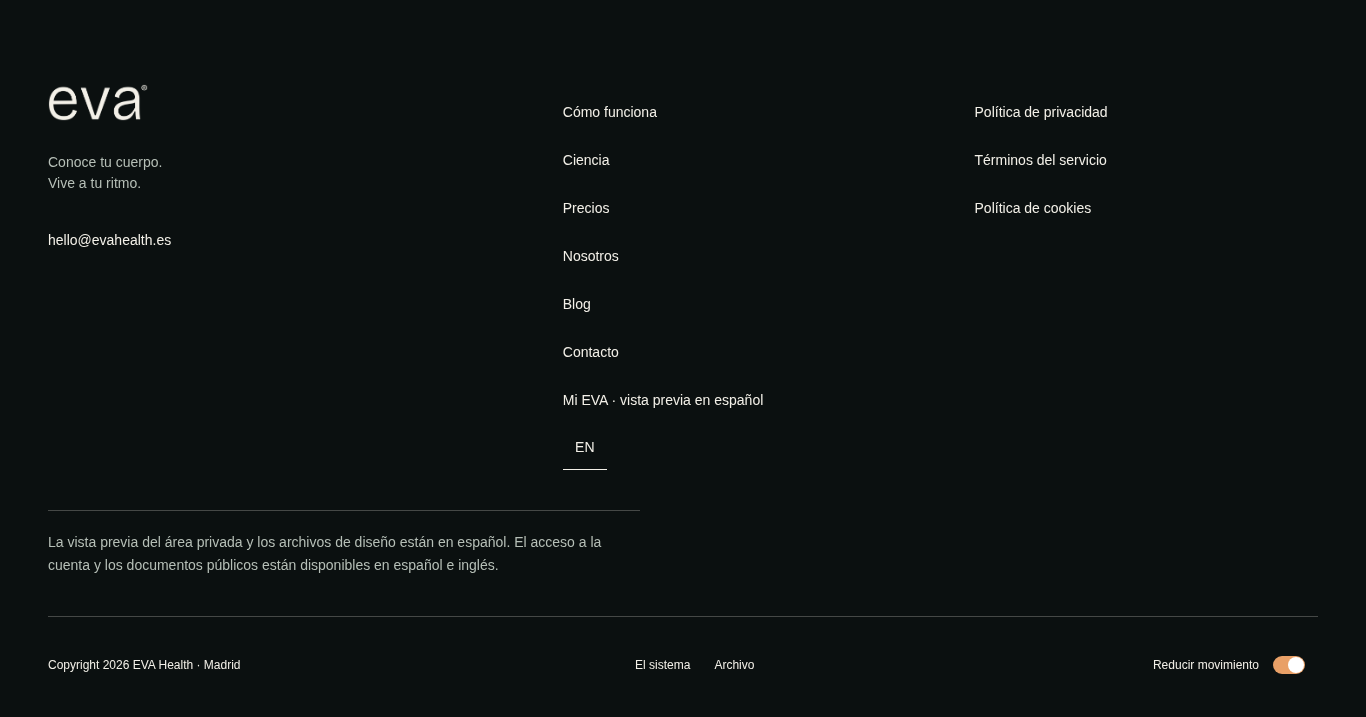 eva®
Conoce tu cuerpo.
Vive a tu ritmo.
hello@evahealth.es
Cómo funciona
Ciencia
Precios
Nosotros
Blog
Contacto
Mi EVA · vista previa en español
EN
Política de privacidad
Términos del servicio
Política de cookies
La vista previa del área privada y los archivos de diseño están en español. El acceso a la
cuenta y los documentos públicos están disponibles en español e inglés.
Copyright 2026 EVA Health · Madrid
El sistema
Archivo
Reducir movimiento